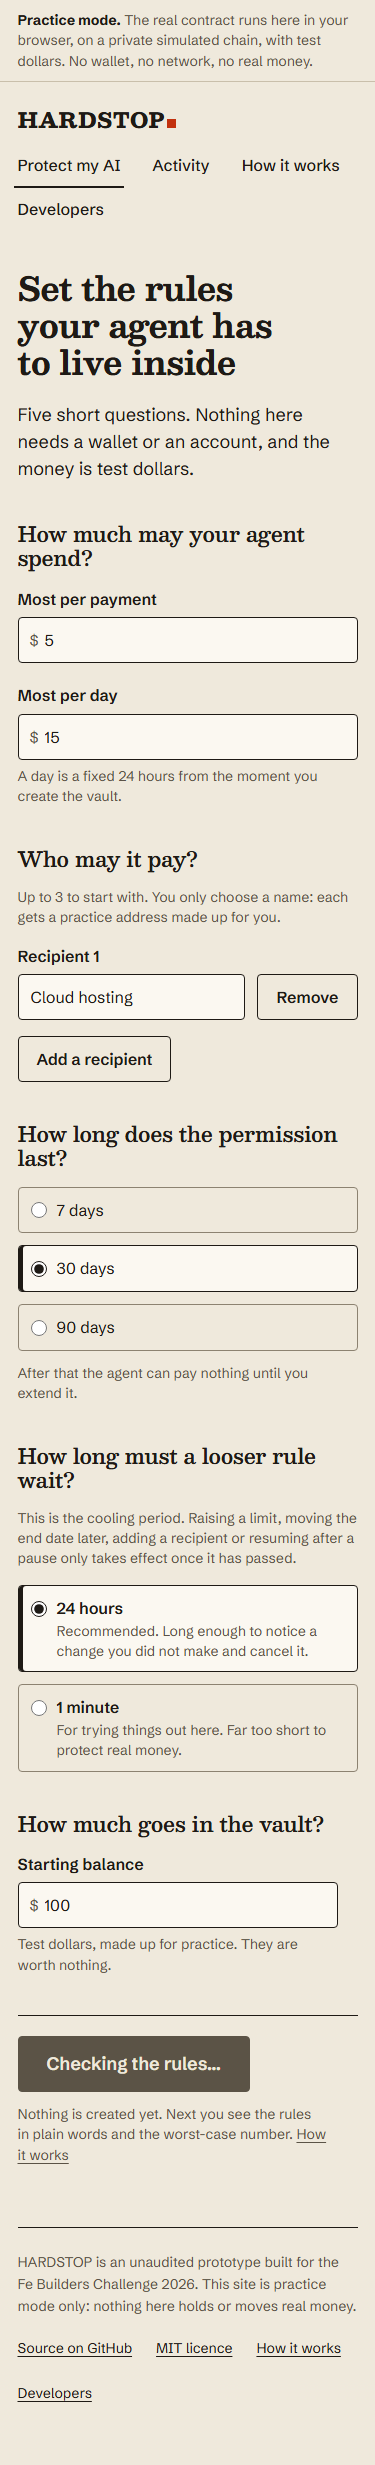 Practice mode. The real contract runs here in your
browser, on a private simulated chain, with test
dollars. No wallet, no network, no real money.
HARDSTOP
Protect my AI Activity How it works
Developers
Set the rules
your agent has
to live inside
Five short questions. Nothing here
needs a wallet or an account, and the
money is test dollars.
How much may your agent
spend?
Most per payment
$ 5
Most per day
$ 15
A day is a fixed 24 hours from the moment you
create the vault.
Who may it pay?
Up to 3 to start with. You only choose a name: each
gets a practice address made up for you.
Recipient 1
Cloud hosting Remove
Add a recipient
How long does the permission
last?
7 days
30 days
90 days
After that the agent can pay nothing until you
extend it.
How long must a looser rule
wait?
This is the cooling period. Raising a limit, moving the
end date later, adding a recipient or resuming after a
pause only takes effect once it has passed.
24 hours
Recommended. Long enough to notice a
change you did not make and cancel it.
1 minute
For trying things out here. Far too short to
protect real money.
How much goes in the vault?
Starting balance
$ 100
Test dollars, made up for practice. They are
worth nothing.
Checking the rules…
Nothing is created yet. Next you see the rules
in plain words and the worst-case number. How
it works
HARDSTOP is an unaudited prototype built for the
Fe Builders Challenge 2026. This site is practice
mode only: nothing here holds or moves real money.
Source on GitHub MIT licence How it works
Developers